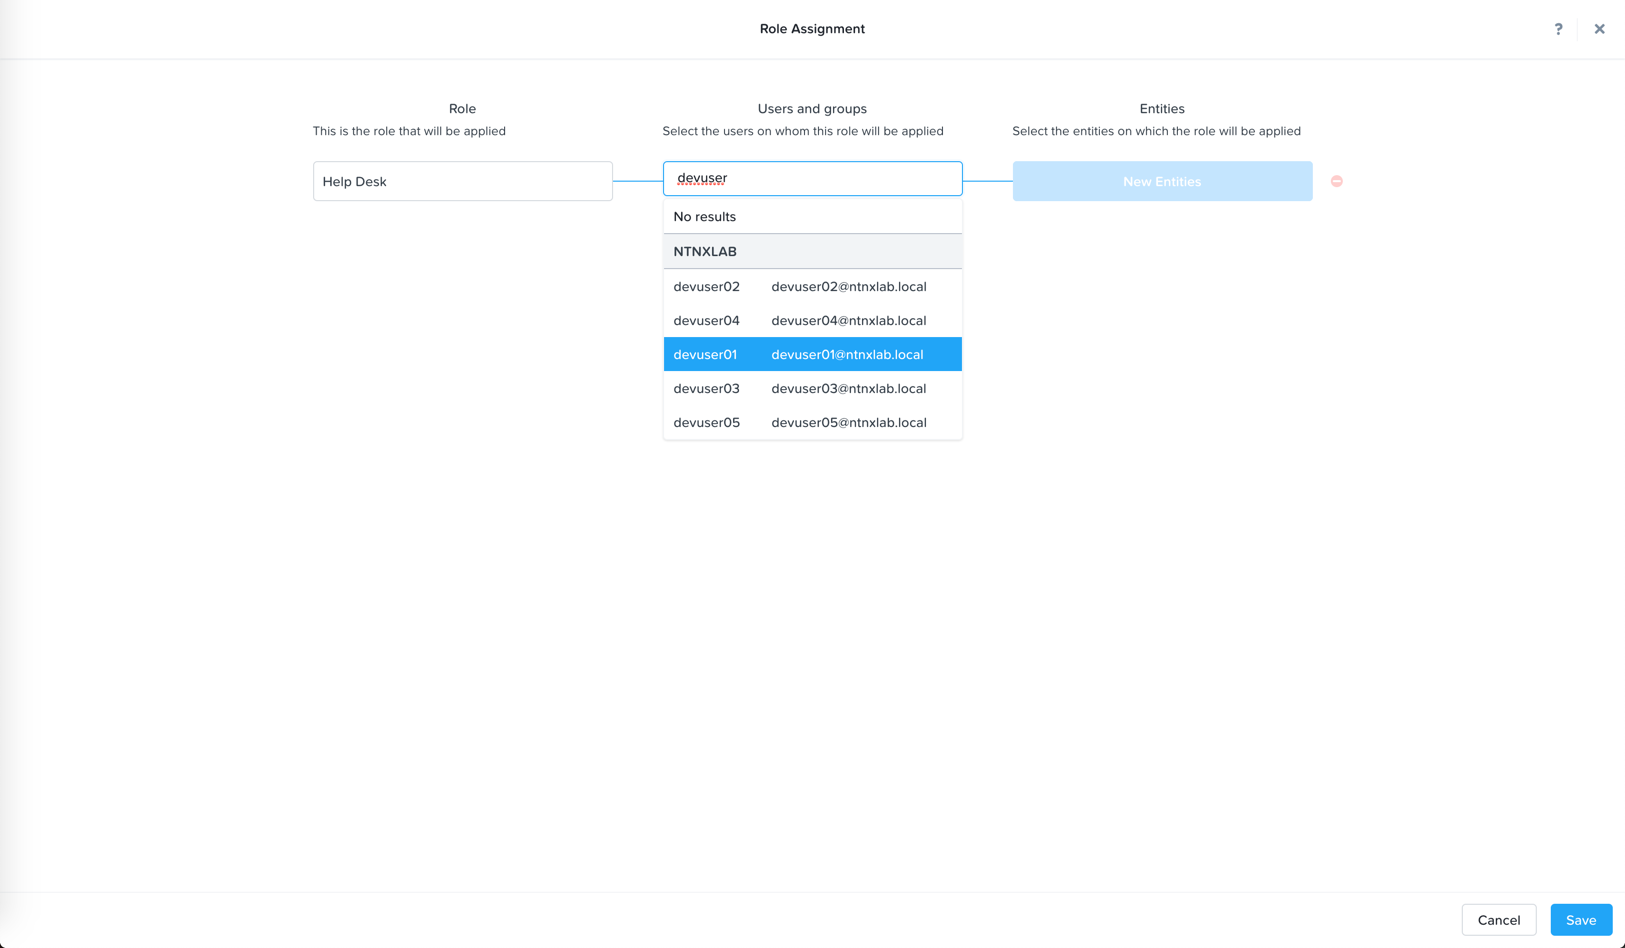 Role Assignment
?
Role
This is the role that will be applied
Users and groups
Select the users on whom this role will be applied
Entities
Select the entities on which the role will be applied
Help Desk
devuser
New Entities
No results
NTNXLAB
devuser02 devuser02@ntnxlab.local
devuser04 devuser04@ntnxlab.local
devuser01 devuser01@ntnxlab.local
devuser03 devuser03@ntnxlab.local
devuser05 devuser05@ntnxlab.local
Cancel
Save